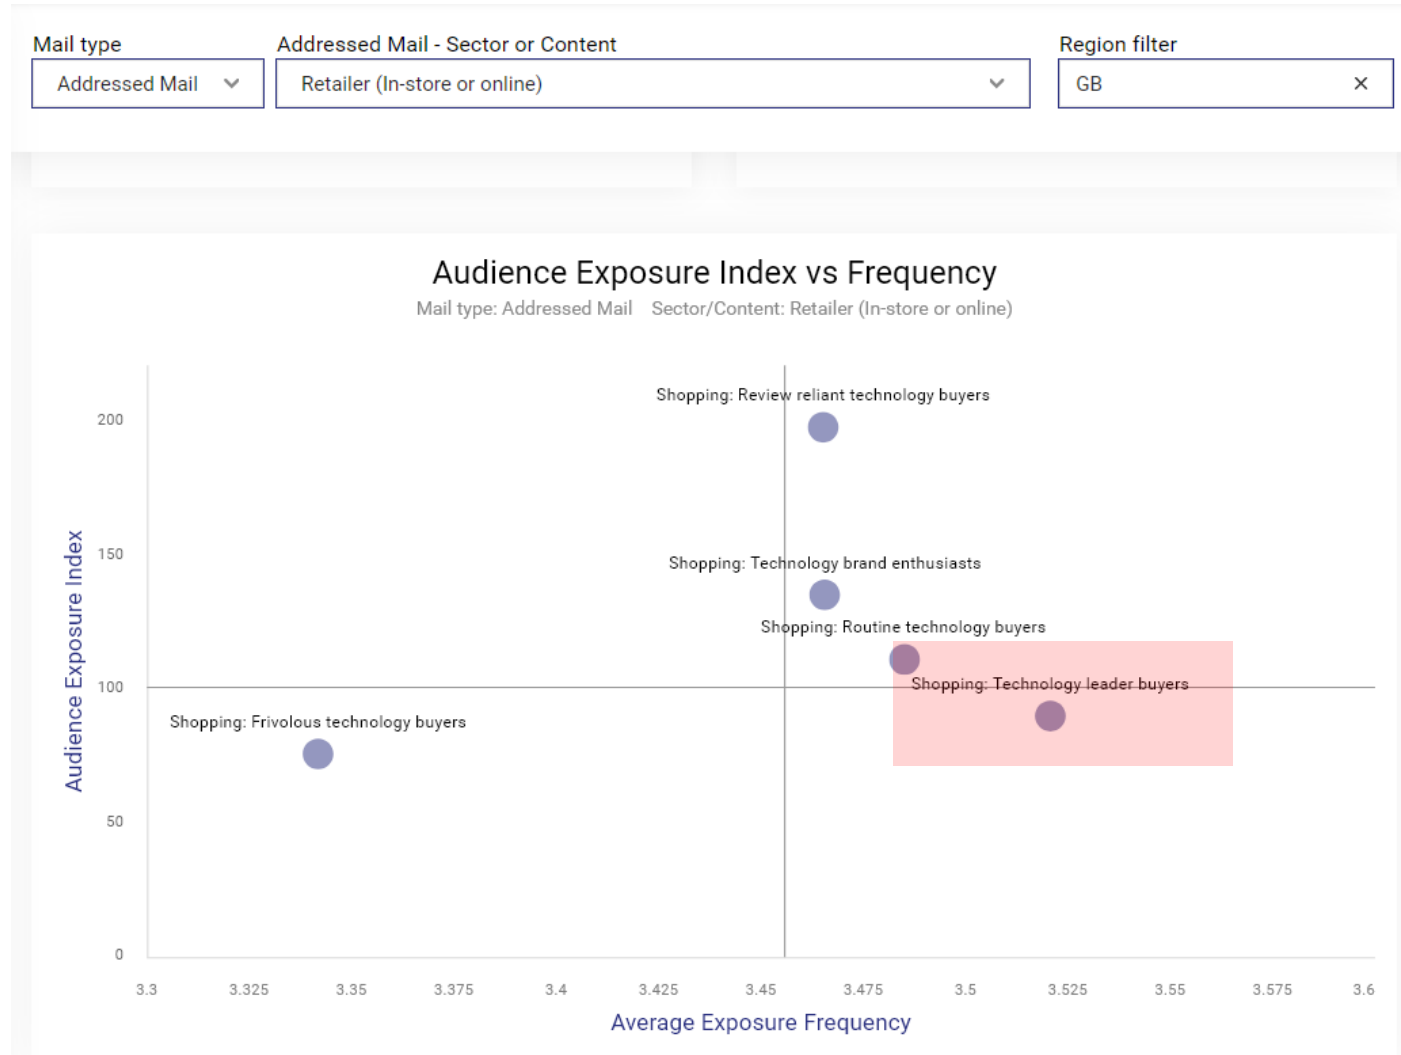 Mail type
Addressed Mail - Sector or Content
Region filter
Addressed Mail
Retailer (In-store or online)
GB
Audience Exposure Index vs Frequency
Mail type: Addressed Mail Sector/Content: Retailer (In-store or online)
Shopping: Review reliant technology buyers
200
Shopping: Technology brand enthusiasts
150
Shopping: Routine technology buyers
Shopping: Technology leader buyers
100
Shopping: Frivolous technology buyers
50
0
Audience Exposure Index
3.3 3.325 3.35 3.375 3.4 3.425 3.45 3.475 3.5 3.525 3.55 3.575 3.6
Average Exposure Frequency